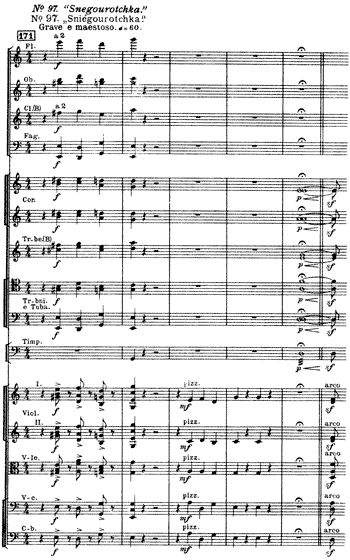 № 97. "Snegourotchka."
№ 97. „Sniégourotchka."
Grave e maestoso. = 60.
171
a 2
Fl.
f
Ob.
f
a 2
Cl.(B)
f
Fag.
f
f
p
sf
Cor.
f
p
sf
Tr-be(B)
f
p
sf
f
p
sf
Tr-bni.
e Tuba.
f
p
sf
Timp.
p
sf
I.
pizz.
arco
f
mf
sf
Viol.
II.
pizz.
arco
f
mf
sf
V-le.
pizz.
arco
f
mf
sf
V-c.
pizz.
arco
f
mf
sf
C-b.
pizz.
arco
f
mf
sf